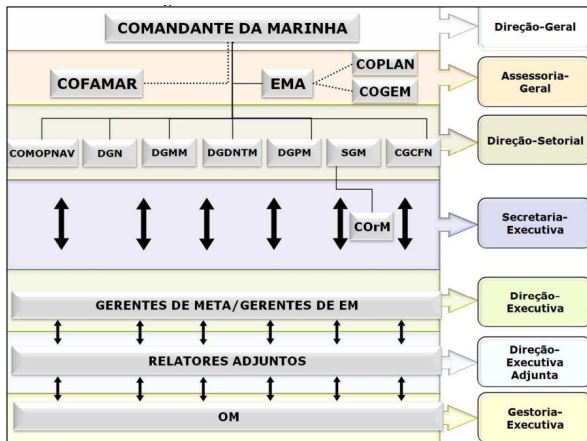 COMANDANTE DA MARINHA
Direção-Geral
COFAMAR
EMA
COPLAN
COGEM
Assessoria-
Geral
COMOPNAV
DGN
DGMM
DGDNTM
DGPM
SGM
CGCFN
Direção-Setorial
COrM
Secretaria-
Executiva
GERENTES DE META/GERENTES DE EM
Direção-
Executiva
RELATORES ADJUNTOS
Direção-
Executiva
Adjunta
OM
Gestoria-
Executiva